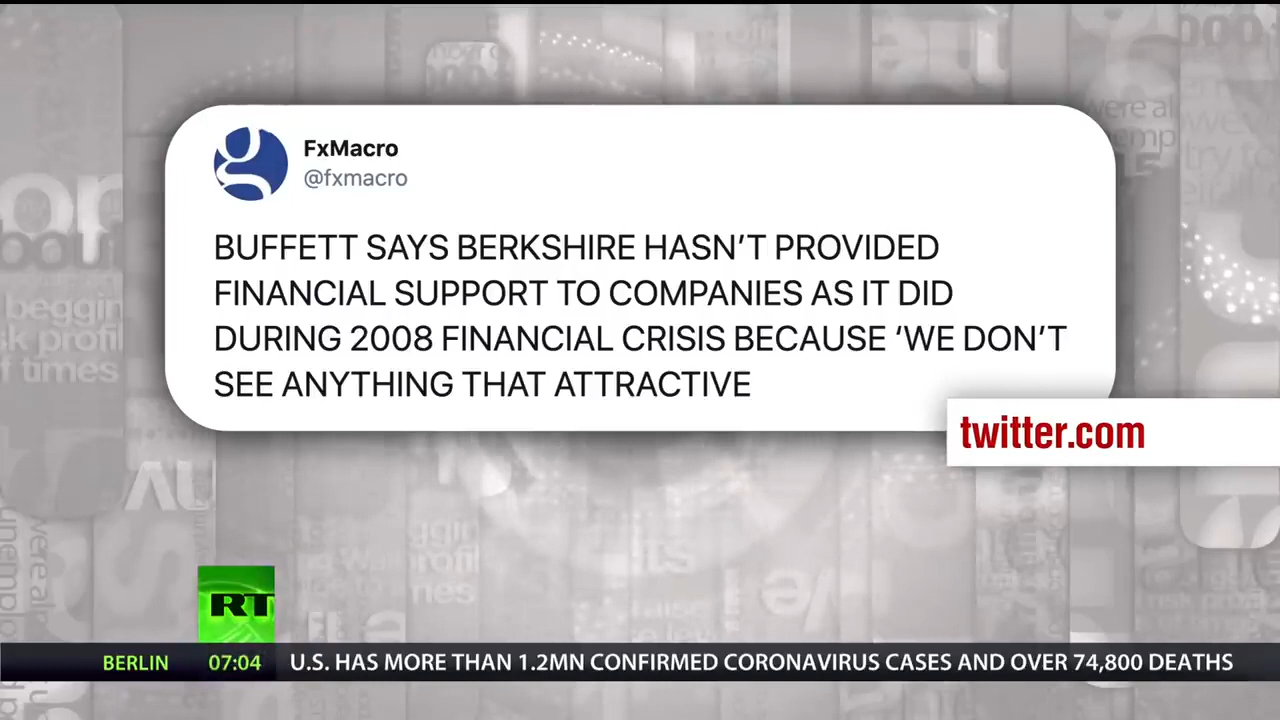 FxMacro
@fxmacro
BUFFETT SAYS BERKSHIRE HASN’T PROVIDED
FINANCIAL SUPPORT TO COMPANIES AS IT DID
DURING 2008 FINANCIAL CRISIS BECAUSE ‘WE DON’T
SEE ANYTHING THAT ATTRACTIVE
twitter.com
RT
BERLIN 07:04 U.S. HAS MORE THAN 1.2MN CONFIRMED CORONAVIRUS CASES AND OVER 74,800 DEATHS